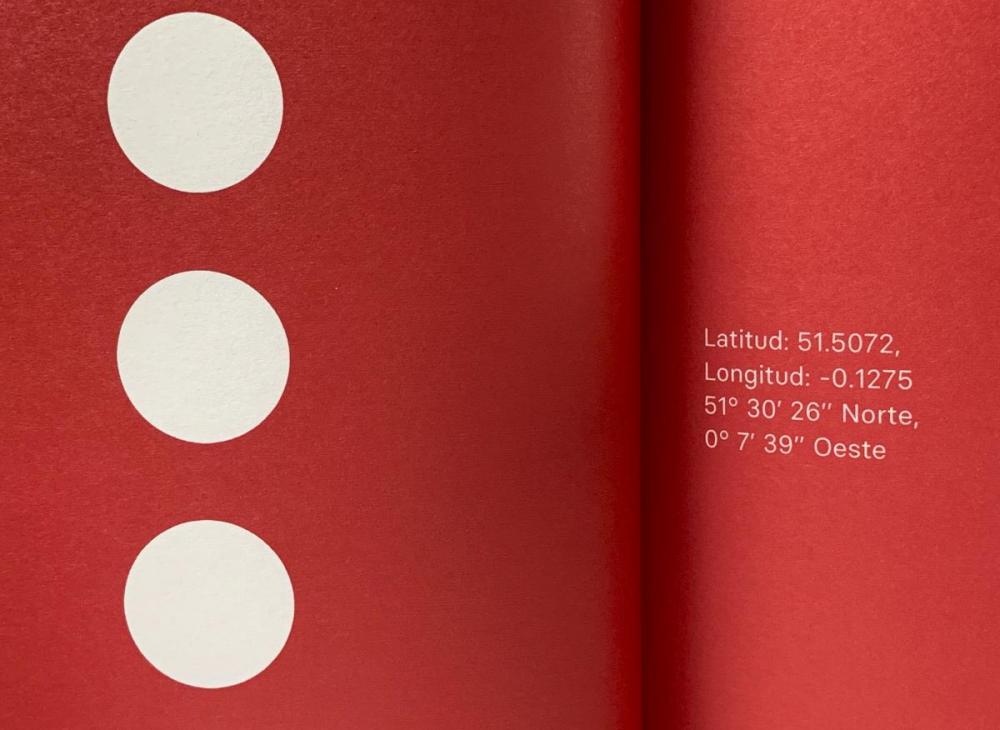 Latitud: 51.5072,
Longitud: -0.1275
51° 30′ 26″ Norte,
0° 7′ 39″ Oeste